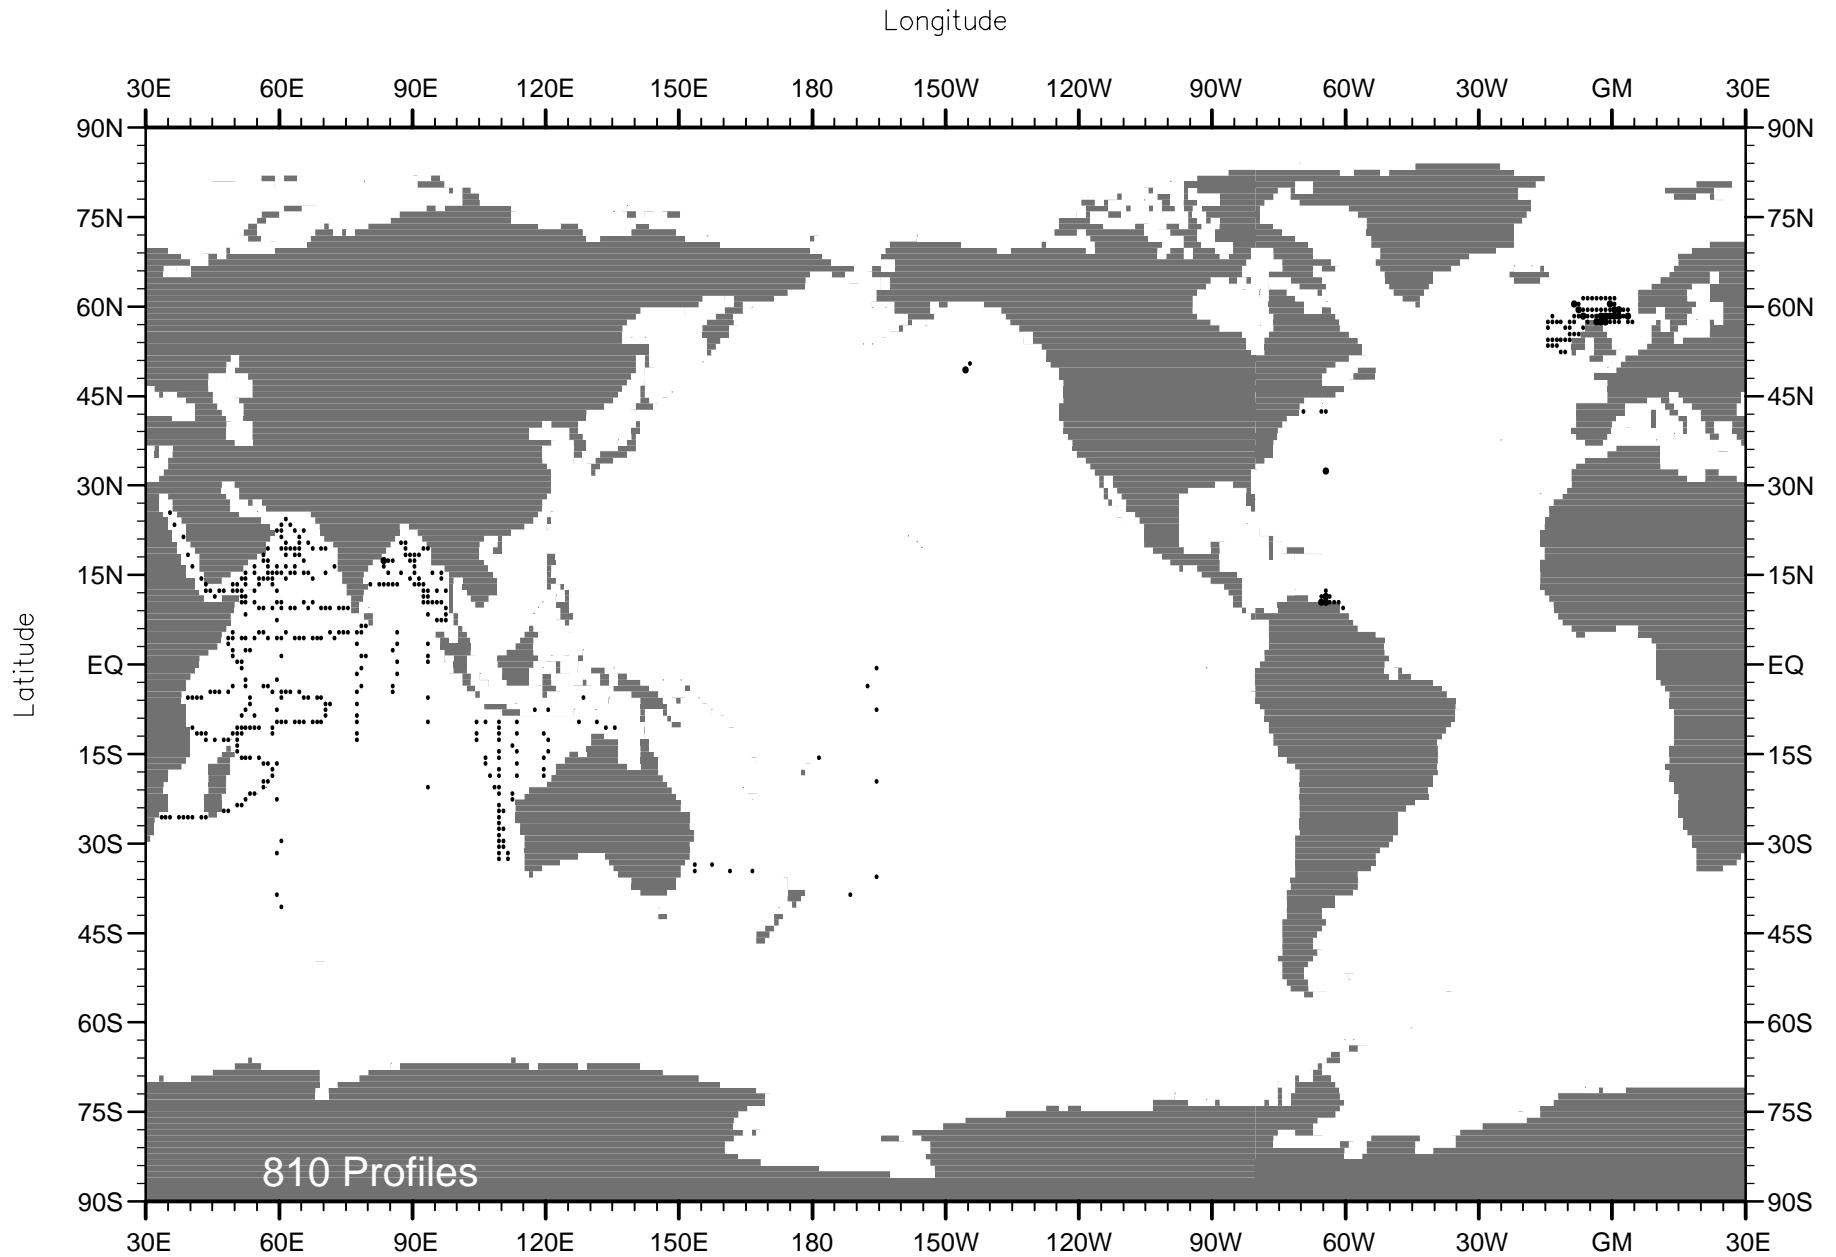 Longitude
30E 60E 90E 120E 150E 180 150W 120W 90W 60W 30W GM 30E
90N 90N
75N 75N
60N 60N
45N 45N
30N 30N
15N 15N
Latitude
EQ EQ
15S 15S
30S 30S
45S 45S
60S 60S
75S 75S
810 Profiles
90S 90S
30E 60E 90E 120E 150E 180 150W 120W 90W 60W 30W GM 30E